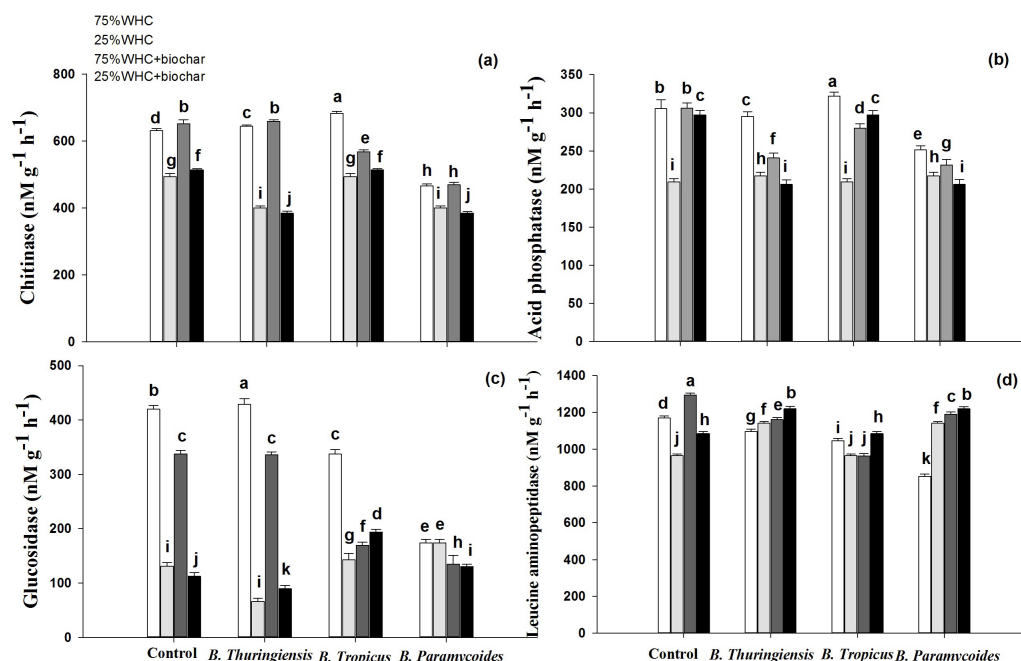 75%WHC
25%WHC
75%WHC+biochar
25%WHC+biochar
(a)
Chitinase (nM g⁻¹ h⁻¹)
800
600
400
200
0
d g b f
c i b j
a g e f
h i h j
(b)
Acid phosphatase (nM g⁻¹ h⁻¹)
350
300
250
200
150
100
50
0
b i b c
c h f i
a i d c
e h g i
(c)
Glucosidase (nM g⁻¹ h⁻¹)
500
400
300
200
100
0
b i c j
a i c k
c g f d
e e h i
Control B. Thuringiensis B. Tropicus B. Paramycoides
(d)
Leucine aminopeptidase (nM g⁻¹ h⁻¹)
1400
1200
1000
800
600
400
200
0
d j a h
g f e b
i j j h
k f c b
Control B. Thuringiensis B. Tropicus B. Paramycoides